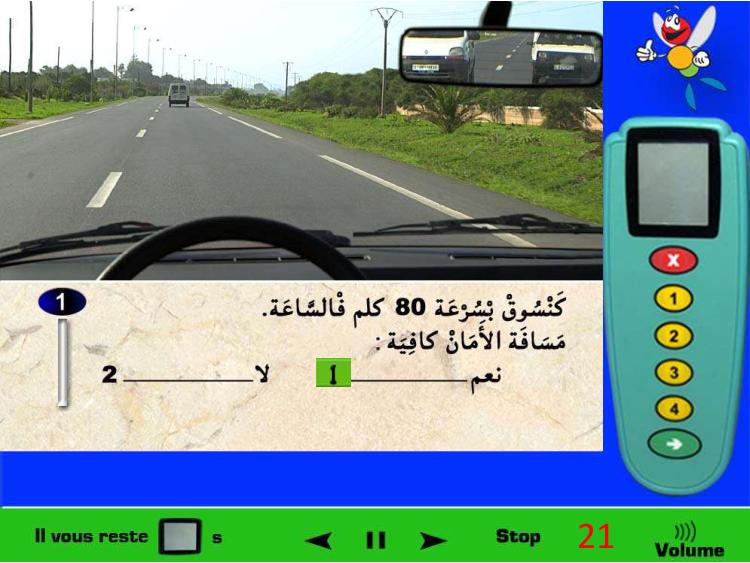 1
كَنْسُوقْ بْسُرْعَة 80 كلم فْالسَّاعَة.
مَسَافَة الأَمَانْ كافِيَة :
نعم 1 لا 2
X
1
2
3
4
Il vous reste s
Stop
21
Volume